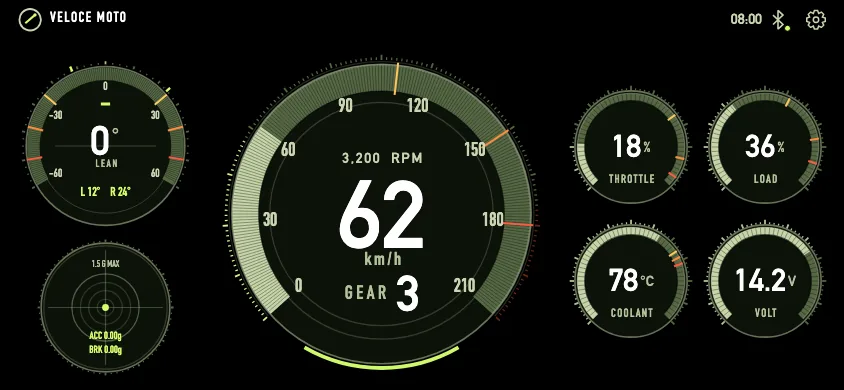 VELOCE MOTO
08:00
0
-30 30
-60 60
0°
LEAN
L 12° R 24°
1.5 G MAX
ACC 0.00g
BRK 0.00g
90 120
60 150
30 180
0 210
3,200 RPM
62
km/h
GEAR 3
18%
THROTTLE
36%
LOAD
78°C
COOLANT
14.2V
VOLT